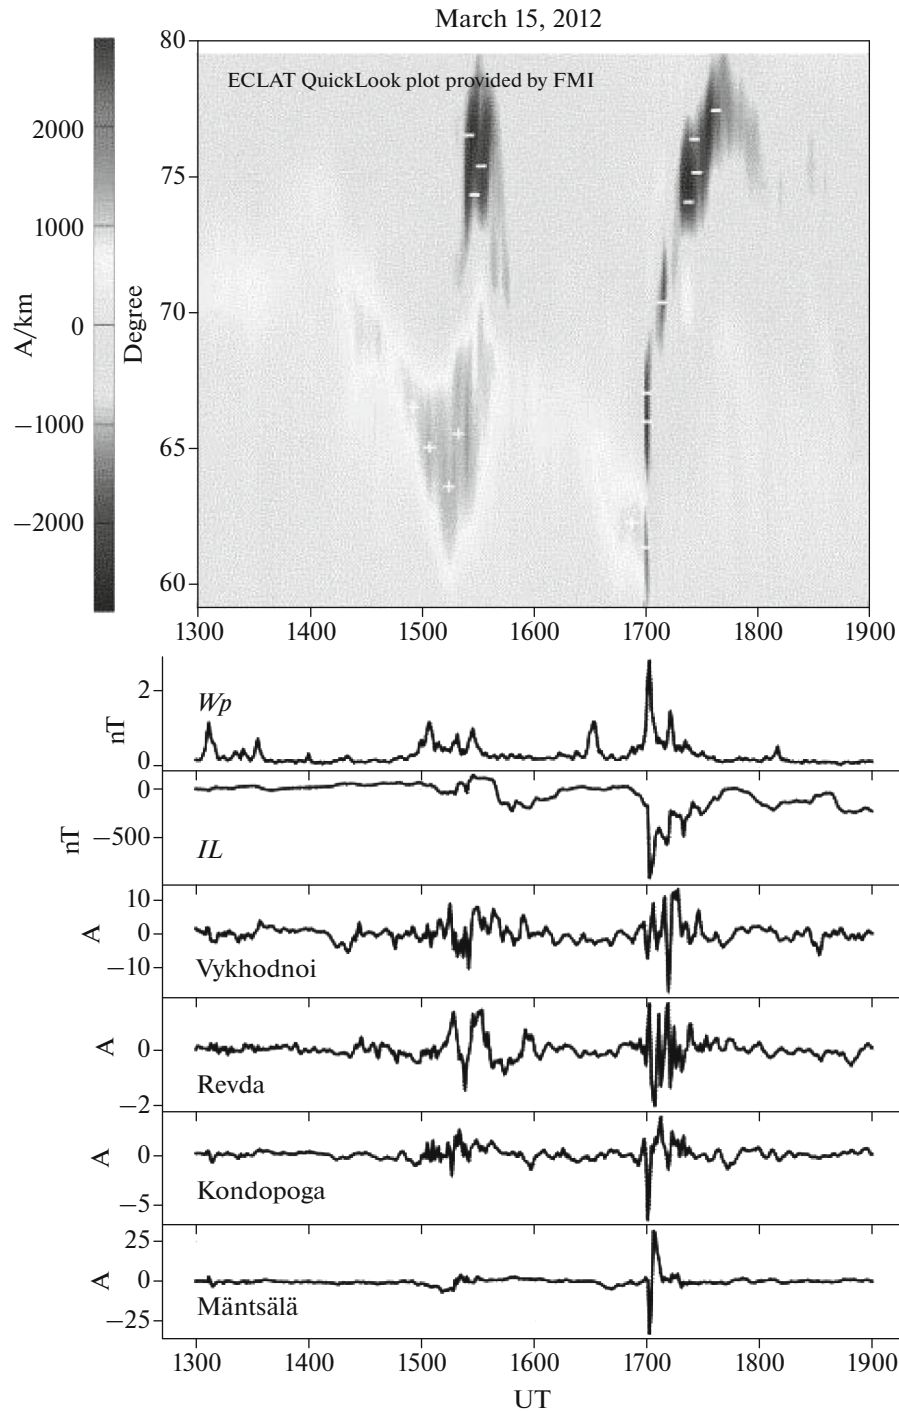 March 15, 2012
ECLAT QuickLook plot provided by FMI
A/km
2000
1000
0
−1000
−2000
Degree
80
75
70
65
60
1300 1400 1500 1600 1700 1800 1900
nT
2
0
Wp
nT
0
−500
IL
A
10
0
−10
Vykhodnoi
A
0
−2
Revda
A
0
−5
Kondopoga
A
25
0
−25
Mäntsälä
1300 1400 1500 1600 1700 1800 1900
UT